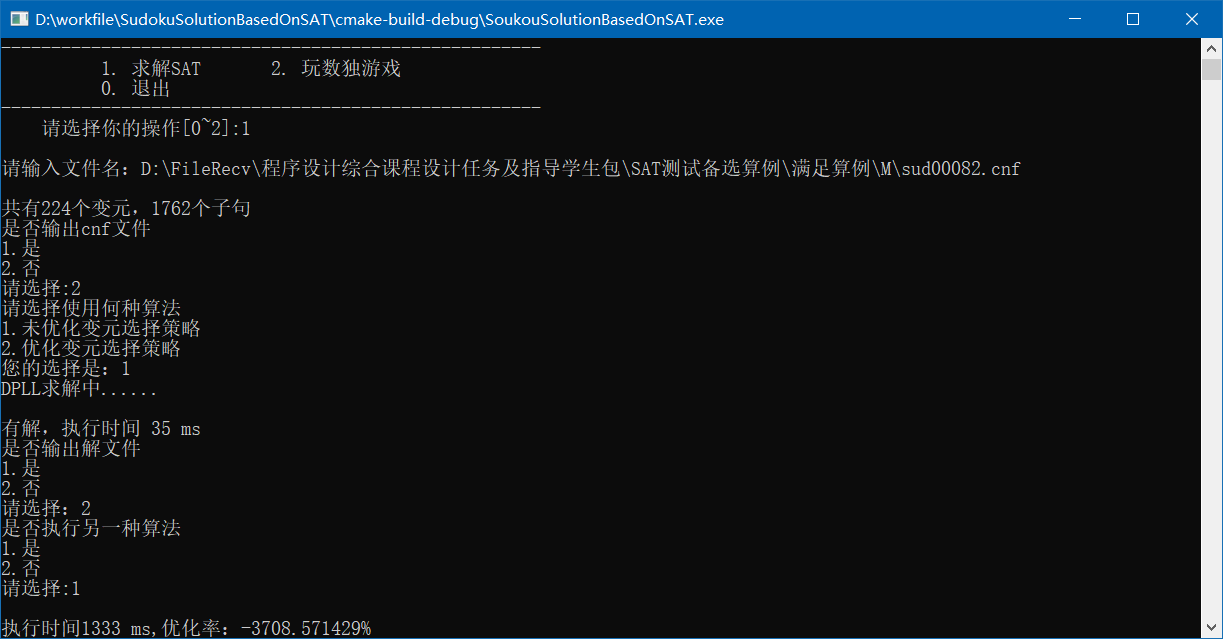 D:\workfile\SudokuSolutionBasedOnSAT\cmake-build-debug\SoukouSolutionBasedOnSAT.exe
------------------------------------------------------
1. 求解SAT 2. 玩数独游戏
0. 退出
------------------------------------------------------
请选择你的操作[0~2]:1
请输入文件名：D:\FileRecv\程序设计综合课程设计任务及指导学生包\SAT测试备选算例\满足算例\M\sud00082.cnf
共有224个变元，1762个子句
是否输出cnf文件
1.是
2.否
请选择:2
请选择使用何种算法
1.未优化变元选择策略
2.优化变元选择策略
您的选择是：1
DPLL求解中......
有解，执行时间 35 ms
是否输出解文件
1.是
2.否
请选择：2
是否执行另一种算法
1.是
2.否
请选择:1
执行时间1333 ms,优化率：-3708.571429%